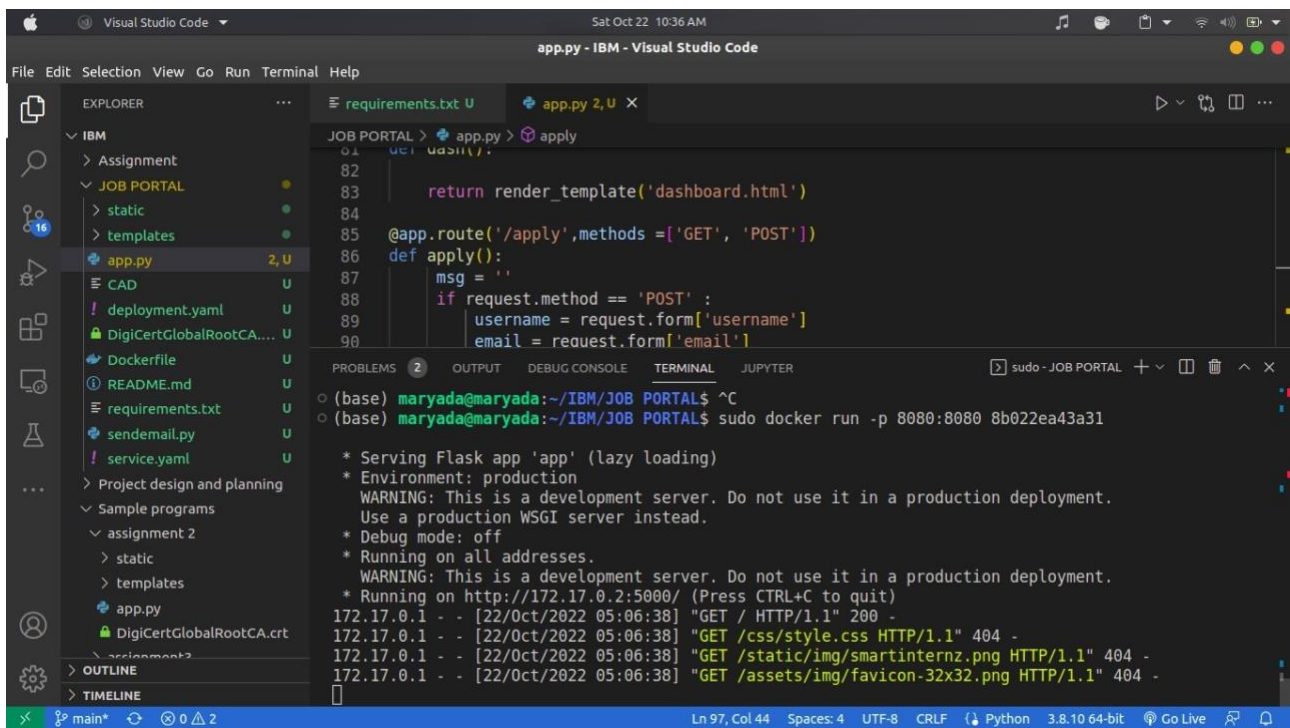 Visual Studio Code
Sat Oct 22 10:36 AM
app.py - IBM - Visual Studio Code
File Edit Selection View Go Run Terminal Help
EXPLORER
IBM
Assignment
JOB PORTAL
static
templates
app.py 2, U
CAD U
deployment.yaml U
DigiCertGlobalRootCA.... U
Dockerfile U
README.md U
requirements.txt U
sendemail.py U
service.yaml U
Project design and planning
Sample programs
assignment 2
static
templates
app.py
DigiCertGlobalRootCA.crt
assignment3
OUTLINE
TIMELINE
16
requirements.txt U app.py 2, U
JOB PORTAL > app.py > apply
81 def dash():
82
83 return render_template('dashboard.html')
84
85 @app.route('/apply',methods =['GET', 'POST'])
86 def apply():
87 msg = ''
88 if request.method == 'POST' :
89 username = request.form['username']
90 email = request.form['email']
PROBLEMS 2 OUTPUT DEBUG CONSOLE TERMINAL JUPYTER sudo - JOB PORTAL
(base) maryada@maryada:~/IBM/JOB PORTAL$ ^C
(base) maryada@maryada:~/IBM/JOB PORTAL$ sudo docker run -p 8080:8080 8b022ea43a31
* Serving Flask app 'app' (lazy loading)
* Environment: production
WARNING: This is a development server. Do not use it in a production deployment.
Use a production WSGI server instead.
* Debug mode: off
* Running on all addresses.
WARNING: This is a development server. Do not use it in a production deployment.
* Running on http://172.17.0.2:5000/ (Press CTRL+C to quit)
172.17.0.1 - - [22/Oct/2022 05:06:38] "GET / HTTP/1.1" 200 -
172.17.0.1 - - [22/Oct/2022 05:06:38] "GET /css/style.css HTTP/1.1" 404 -
172.17.0.1 - - [22/Oct/2022 05:06:38] "GET /static/img/smartinternz.png HTTP/1.1" 404 -
172.17.0.1 - - [22/Oct/2022 05:06:38] "GET /assets/img/favicon-32x32.png HTTP/1.1" 404 -
main* 0 2 Ln 97, Col 44 Spaces: 4 UTF-8 CRLF Python 3.8.10 64-bit Go Live